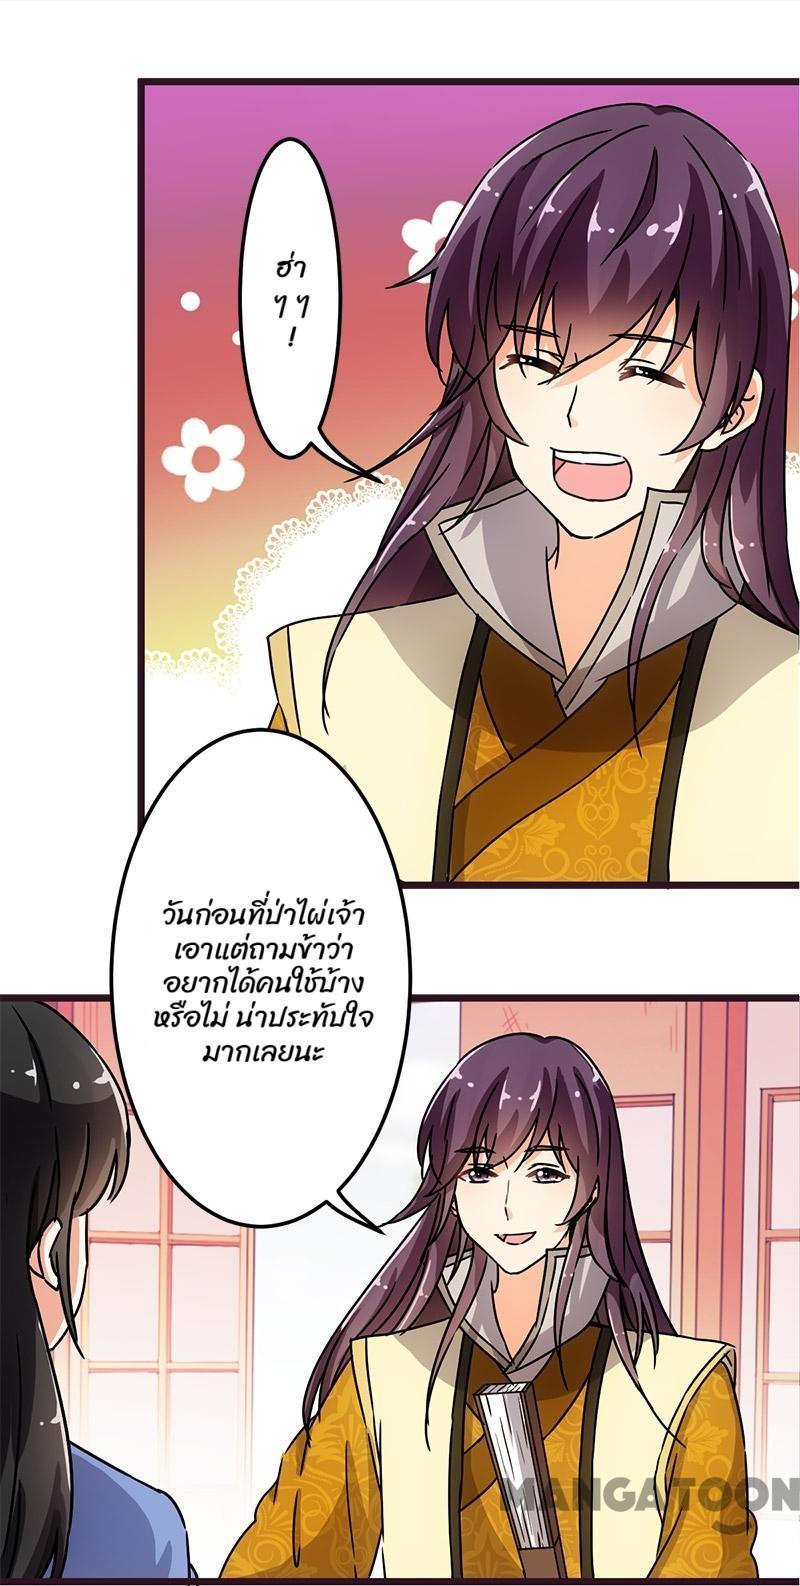 ฮ่า
ๆ ๆ
!
วันก่อนที่ป่าไผ่เจ้า
เอาแต่ถามข้าว่า
อยากได้คนใช้บ้าง
หรือไม่ น่าประทับใจ
มากเลยนะ
MANGATOON